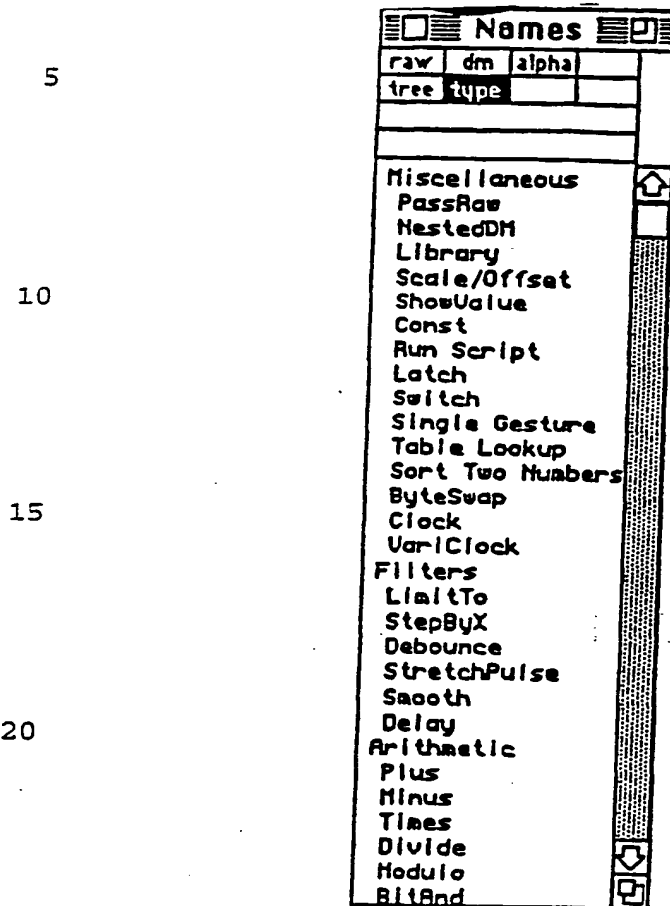 Names
raw dm alpha
tree type
5
Miscellaneous
PassRaw
NestedDM
Library
Scale/Offset
10
ShowValue
Const
Run Script
Latch
Switch
Single Gesture
Table Lookup
Sort Two Numbers
15
ByteSwap
Clock
VariClock
Filters
LimitTo
StepByX
Debounce
StretchPulse
Smooth
20
Delay
Arithmetic
Plus
Minus
Times
Divide
Modulo
BitAnd